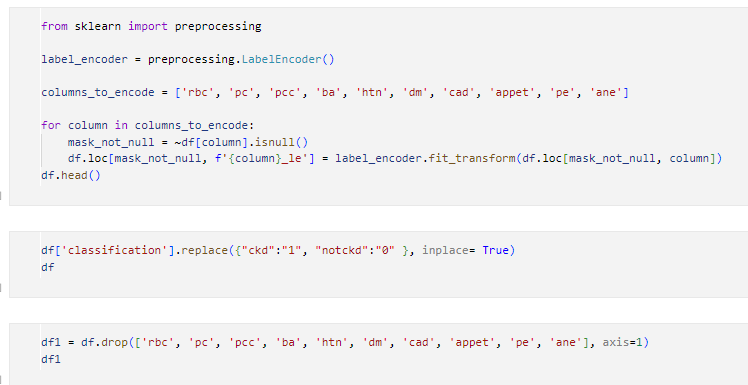 from sklearn import preprocessing
label_encoder = preprocessing.LabelEncoder()
columns_to_encode = ['rbc', 'pc', 'pcc', 'ba', 'htn', 'dm', 'cad', 'appet', 'pe', 'ane']
for column in columns_to_encode:
    mask_not_null = ~df[column].isnull()
    df.loc[mask_not_null, f'{column}_le'] = label_encoder.fit_transform(df.loc[mask_not_null, column])
df.head()
df['classification'].replace({"ckd":"1", "notckd":"0" }, inplace= True)
df
df1 = df.drop(['rbc', 'pc', 'pcc', 'ba', 'htn', 'dm', 'cad', 'appet', 'pe', 'ane'], axis=1)
df1